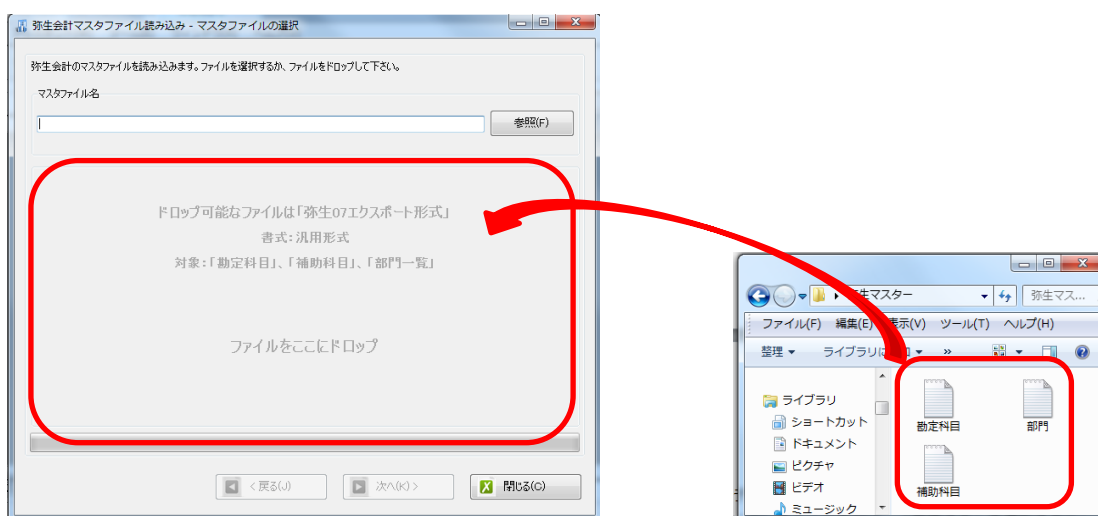 弥生会計マスタファイル読み込み - マスタファイルの選択
弥生会計のマスタファイルを読み込みます。ファイルを選択するか、ファイルをドロップして下さい。
マスタファイル名
参照(F)
ドロップ可能なファイルは「弥生07エクスポート形式」
書式：汎用形式
対象：「勘定科目」、「補助科目」、「部門一覧」
ファイルをここにドロップ
< 戻る(J)
次へ(K) >
閉じる(C)
生マスター
弥生マス...
ファイル(F) 編集(E) 表示(V) ツール(T) ヘルプ(H)
整理 ライブラリに »
ライブラリ
ショートカット
ドキュメント
ピクチャ
ビデオ
ミュージック
勘定科目
部門
補助科目